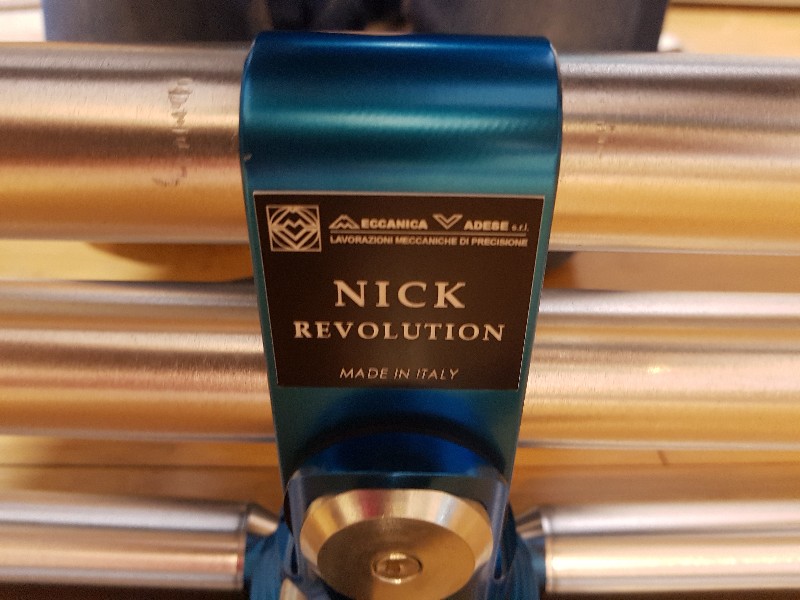 MECCANICA VADESE s.r.l.
LAVORAZIONI MECCANICHE DI PRECISIONE
NICK
REVOLUTION
MADE IN ITALY